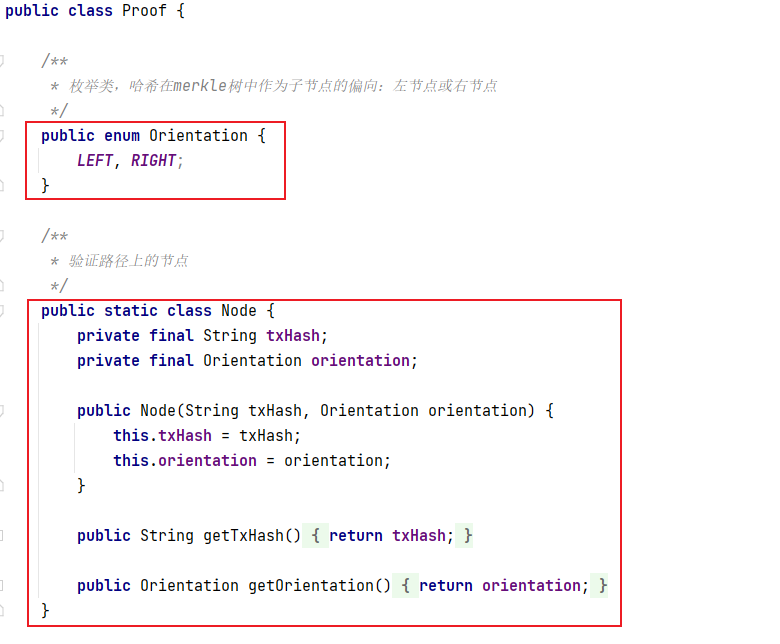 public class Proof {
/**
* 枚举类，哈希在merkle树中作为子节点的偏向：左节点或右节点
*/
public enum Orientation {
LEFT, RIGHT;
}
/**
* 验证路径上的节点
*/
public static class Node {
private final String txHash;
private final Orientation orientation;
public Node(String txHash, Orientation orientation) {
this.txHash = txHash;
this.orientation = orientation;
}
public String getTxHash() { return txHash; }
public Orientation getOrientation() { return orientation; }
}